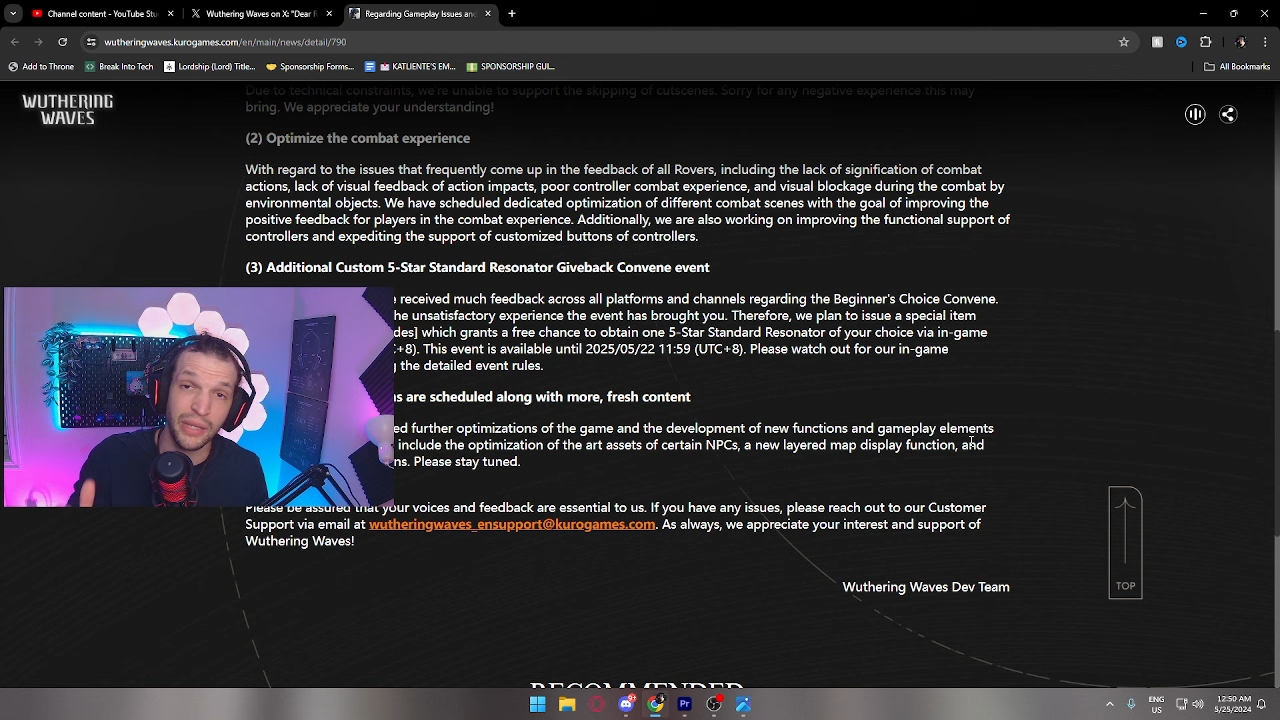 Channel content - YouTube Stu
Wuthering Waves on X: "Dear R
Regarding Gameplay Issues and
wutheringwaves.kurogames.com/en/main/news/detail/790
Add to Throne
Break Into Tech
Lordship (Lord) Title...
Sponsorship Forms...
KATLIENTE'S EM...
SPONSORSHIP GUI...
All Bookmarks
WUTHERING
WAVES
Due to technical constraints, we're unable to support the skipping of cutscenes. Sorry for any negative experience this may
bring. We appreciate your understanding!
(2) Optimize the combat experience
With regard to the issues that frequently come up in the feedback of all Rovers, including the lack of signification of combat
actions, lack of visual feedback of action impacts, poor controller combat experience, and visual blockage during the combat by
environmental objects. We have scheduled dedicated optimization of different combat scenes with the goal of improving the
positive feedback for players in the combat experience. Additionally, we are also working on improving the functional support of
controllers and expediting the support of customized buttons of controllers.
(3) Additional Custom 5-Star Standard Resonator Giveback Convene event
received much feedback across all platforms and channels regarding the Beginner's Choice Convene.
he unsatisfactory experience the event has brought you. Therefore, we plan to issue a special item
des] which grants a free chance to obtain one 5-Star Standard Resonator of your choice via in-game
+8). This event is available until 2025/05/22 11:59 (UTC+8). Please watch out for our in-game
g the detailed event rules.
ns are scheduled along with more, fresh content
ed further optimizations of the game and the development of new functions and gameplay elements
include the optimization of the art assets of certain NPCs, a new layered map display function, and
ns. Please stay tuned.
Please be assured that your voices and feedback are essential to us. If you have any issues, please reach out to our Customer
Support via email at wutheringwaves_ensupport@kurogames.com. As always, we appreciate your interest and support of
Wuthering Waves!
Wuthering Waves Dev Team
TOP
RECOMMENDED
ENG
US
12:50 AM
5/25/2024